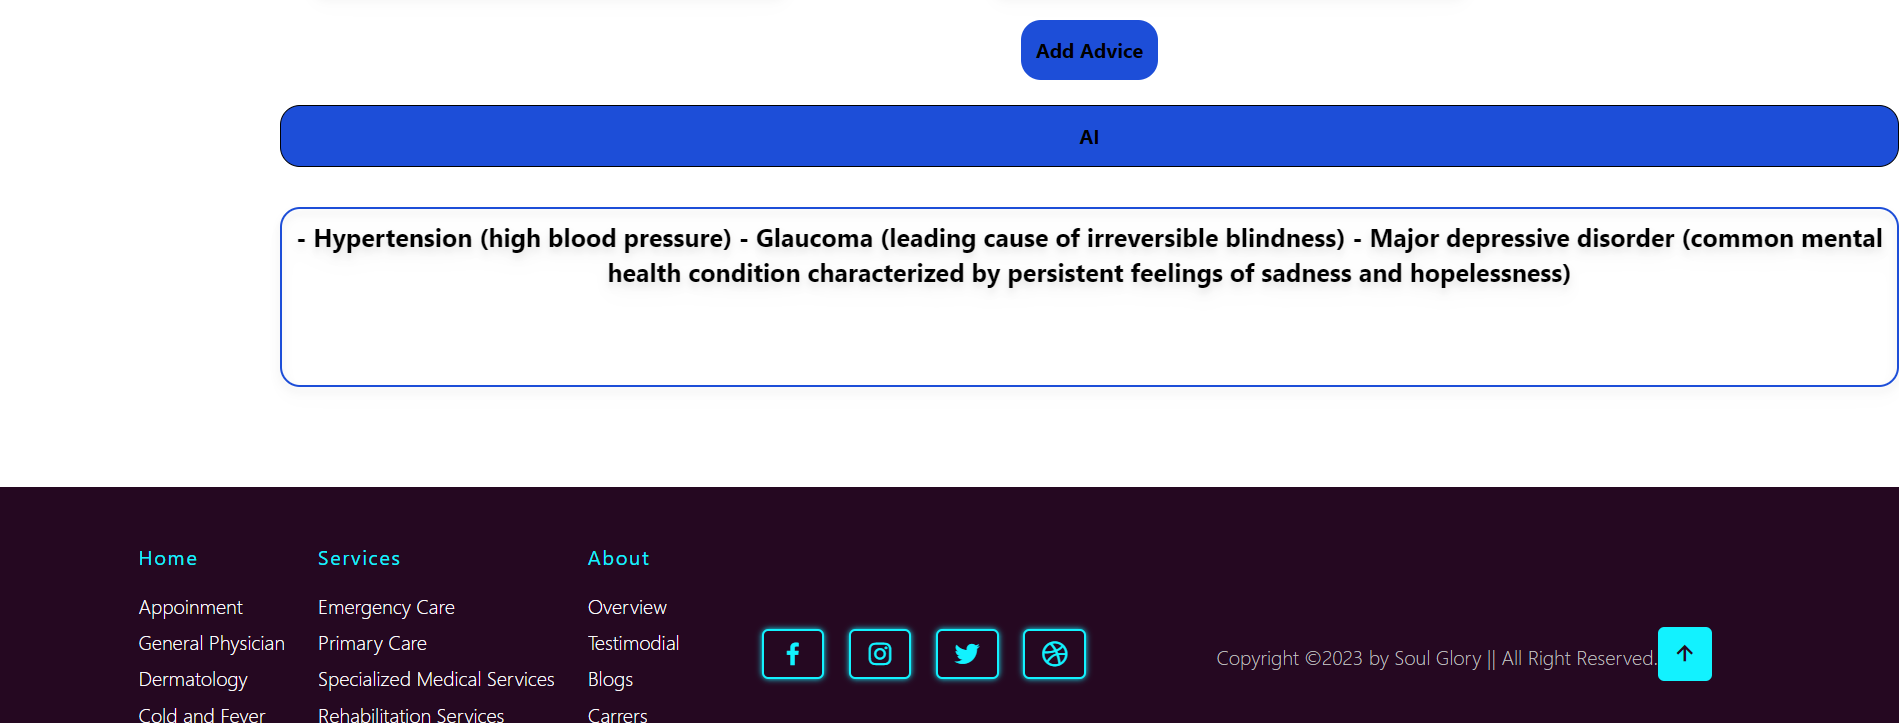 Add Advice
AI
- Hypertension (high blood pressure) - Glaucoma (leading cause of irreversible blindness) - Major depressive disorder (common mental
health condition characterized by persistent feelings of sadness and hopelessness)
Home
Appoinment
General Physician
Dermatology
Cold and Fever
Services
Emergency Care
Primary Care
Specialized Medical Services
Rehabilitation Services
About
Overview
Testimodial
Blogs
Carrers
Copyright ©2023 by Soul Glory || All Right Reserved.